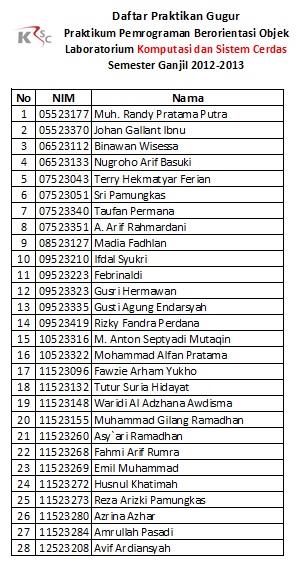 Daftar Praktikan Gugur
KSC
Praktikum Pemrograman Berorientasi Objek
Laboratorium Komputasi dan Sistem Cerdas
Semester Ganjil 2012-2013
No NIM Nama
1 05523177 Muh. Randy Pratama Putra
2 05523370 Johan Gallant Ibnu
3 06523112 Binawan Wisessa
4 06523133 Nugroho Arif Basuki
5 07523043 Terry Hekmatyar Ferian
6 07523051 Sri Pamungkas
7 07523340 Taufan Permana
8 07523351 A. Arif Rahmardani
9 08523127 Madia Fadhlan
10 09523210 Ifdal Syukri
11 09523223 Febrinaldi
12 09523323 Gusri Hermawan
13 09523335 Gusti Agung Endarsyah
14 09523419 Rizky Fandra Perdana
15 10523316 M. Anton Septyadi Mutaqin
16 10523322 Mohammad Alfan Pratama
17 11523096 Fawzie Arham Yukho
18 11523132 Tutur Suria Hidayat
19 11523148 Waridi Al Adzhana Awdisma
20 11523155 Muhammad Gilang Ramadhan
21 11523260 Asy`ari Ramadhan
22 11523268 Fahmi Arif Rumra
23 11523269 Emil Muhammad
24 11523272 Husnul Khatimah
25 11523273 Reza Arizki Pamungkas
26 11523280 Azrina Azhar
27 11523284 Amrullah Pasadi
28 12523208 Avif Ardiansyah